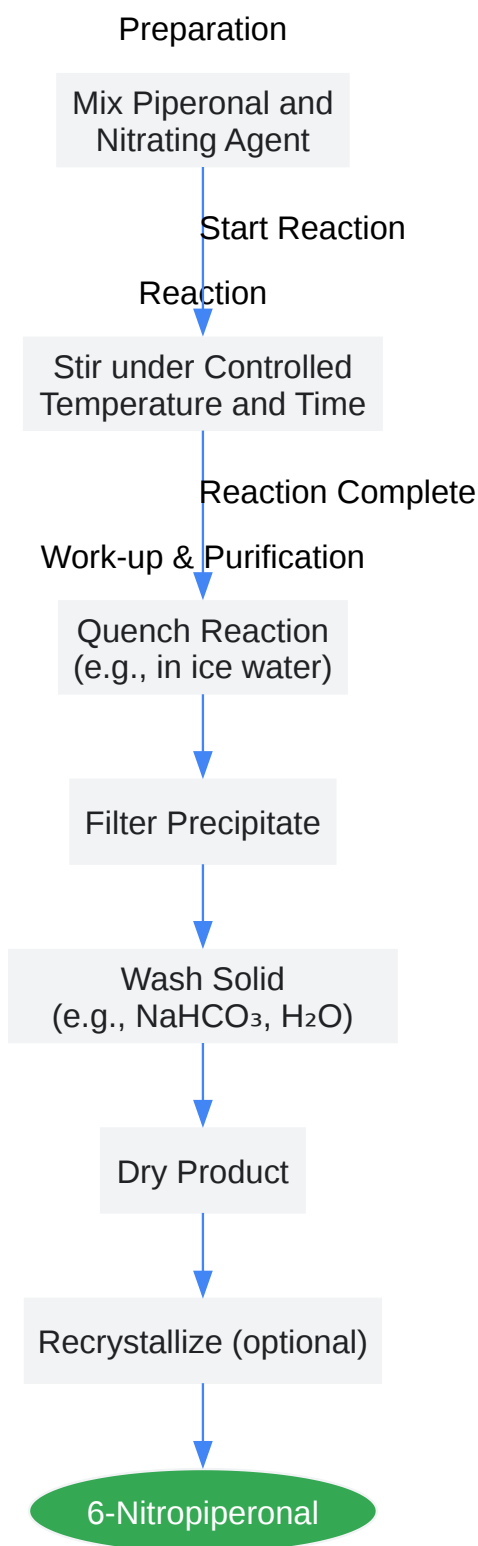 Preparation
Mix Piperonal and
Nitrating Agent
Start Reaction
Reaction
Stir under Controlled
Temperature and Time
Reaction Complete
Work-up & Purification
Quench Reaction
(e.g., in ice water)
Filter Precipitate
Wash Solid
(e.g., NaHCO₃, H₂O)
Dry Product
Recrystallize (optional)
6-Nitropiperonal